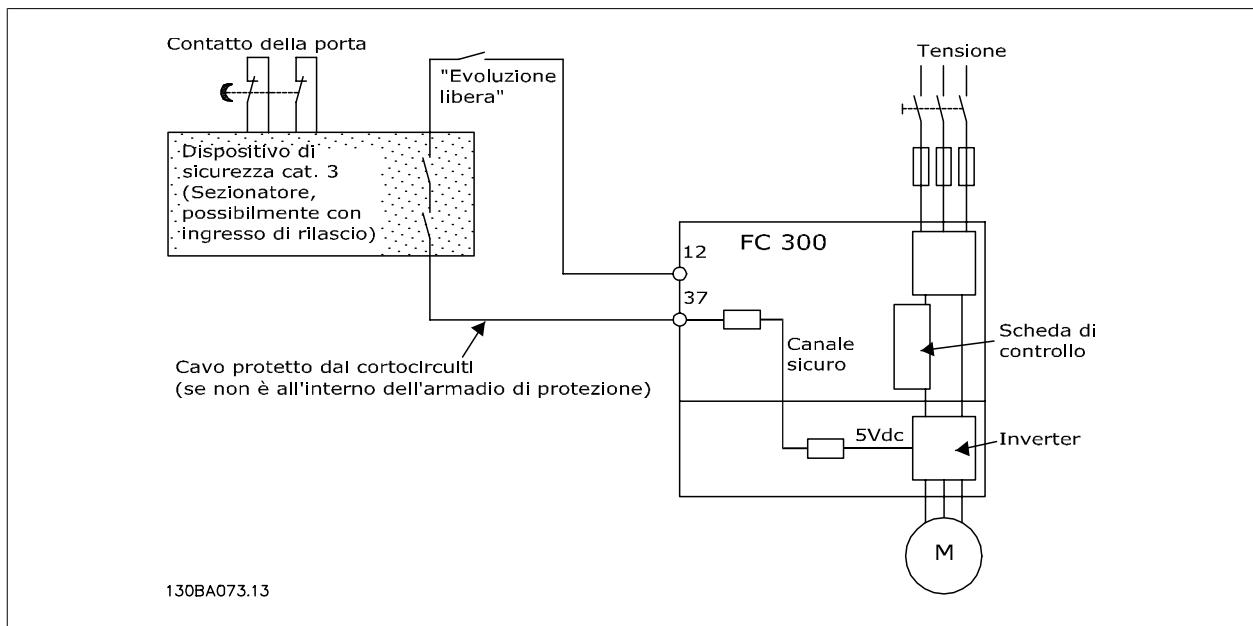 Contatto della porta
"Evoluzione
libera"
Tensione
Dispositivo di
sicurezza cat. 3
(Sezionatore,
possibilmente con
ingresso di rilascio)
FC 300
12
37
Canale
sicuro
Scheda di
controllo
Cavo protetto dai cortocircuiti
(se non è all'interno dell'armadio di protezione)
5Vdc
Inverter
M
130BA073.13